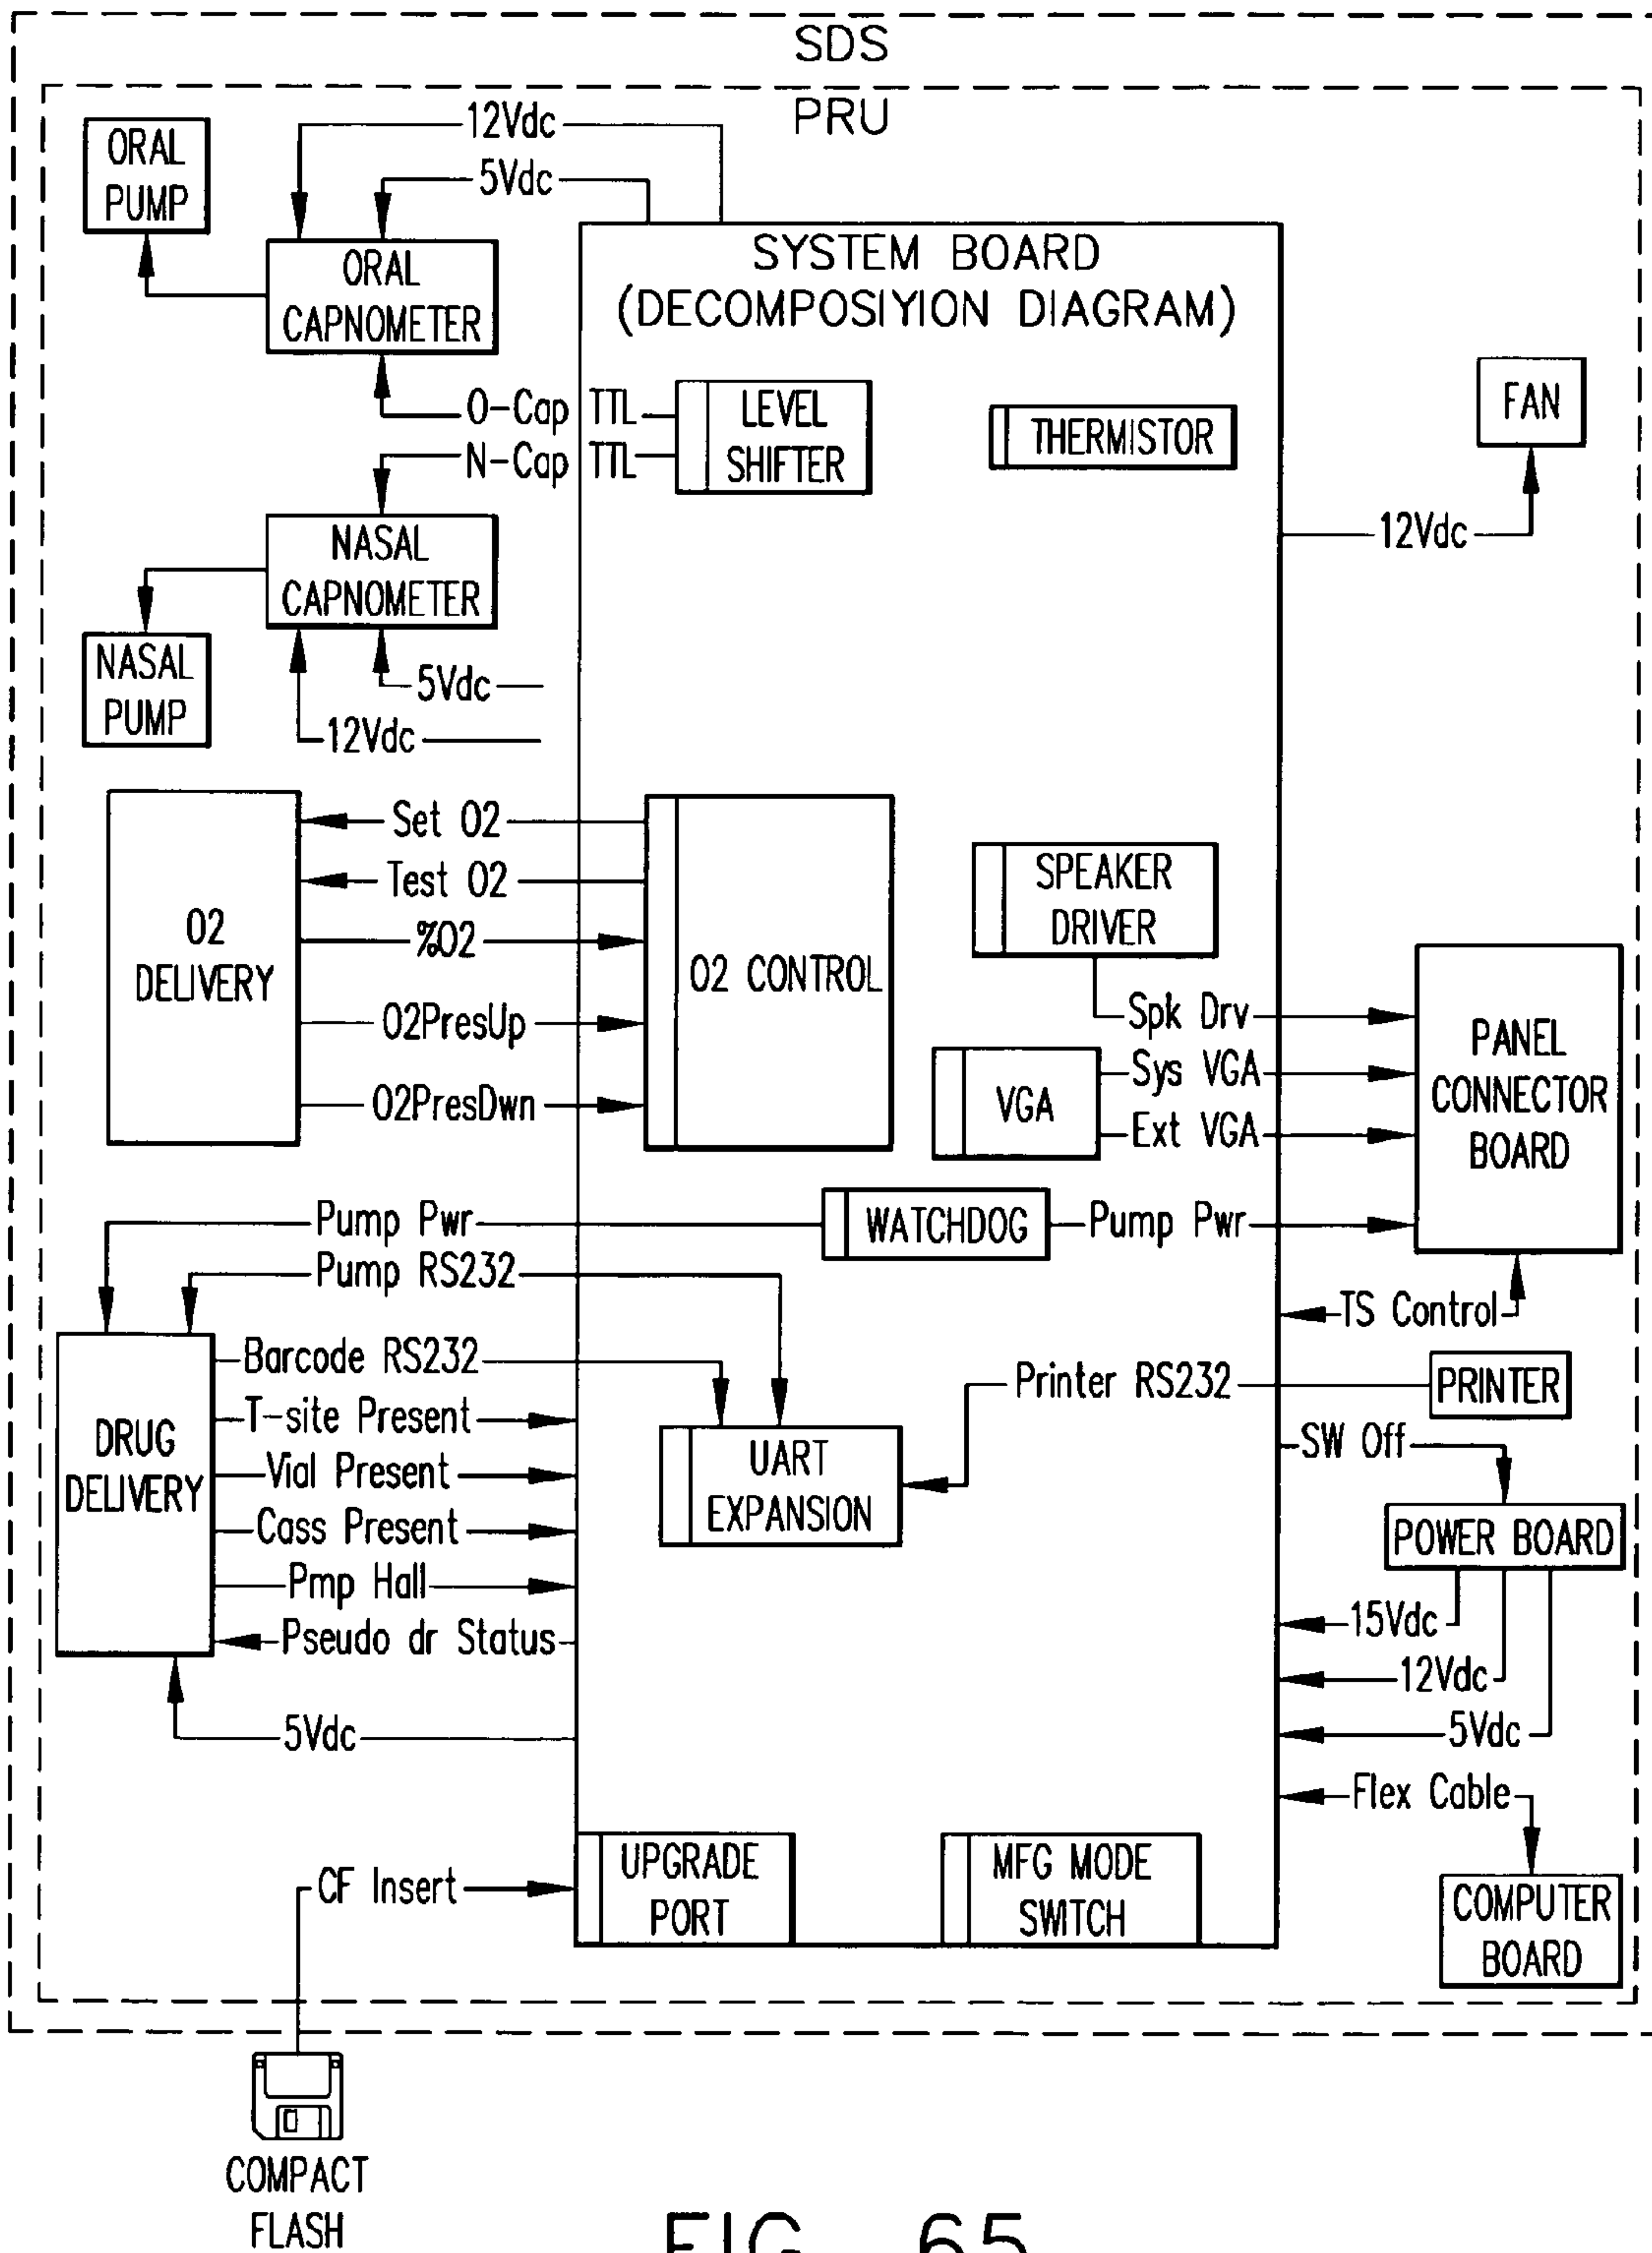 SDS
PRU
12Vdc
5Vdc
ORAL
PUMP
ORAL
CAPNOMETER
SYSTEM BOARD
(DECOMPOSIYION DIAGRAM)
O-Cap TTL
N-Cap TTL
LEVEL
SHIFTER
THERMISTOR
FAN
12Vdc
NASAL
CAPNOMETER
NASAL
PUMP
5Vdc
12Vdc
O2
DELIVERY
Set O2
Test O2
%O2
O2PresUp
O2PresDwn
O2 CONTROL
SPEAKER
DRIVER
Spk Drv
VGA
Sys VGA
Ext VGA
PANEL
CONNECTOR
BOARD
Pump Pwr
WATCHDOG
Pump Pwr
Pump RS232
TS Control
DRUG
DELIVERY
Barcode RS232
T-site Present
Vial Present
Cass Present
Pmp Hall
Pseudo dr Status
5Vdc
UART
EXPANSION
Printer RS232
PRINTER
SW Off
POWER BOARD
15Vdc
12Vdc
5Vdc
Flex Cable
COMPUTER
BOARD
CF Insert
UPGRADE
PORT
MFG MODE
SWITCH
COMPACT
FLASH
FIG. 65